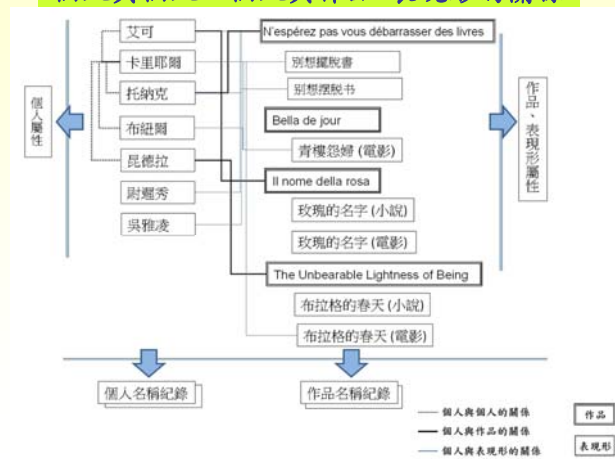 艾可
卡里耶爾
托納克
布紐爾
昆德拉
尉遲秀
吳雅凌
個人屬性
N'espérez pas vous débarrasser des livres
別想擺脫書
別想摆脱书
Bella de jour
青樓怨婦 (電影)
Il nome della rosa
玫瑰的名字 (小說)
玫瑰的名字 (電影)
The Unbearable Lightness of Being
布拉格的春天 (小說)
布拉格的春天 (電影)
作品、表現形屬性
個人名稱紀錄
作品名稱紀錄
個人與個人的關係
個人與作品的關係
個人與表現形的關係
作品
表現形